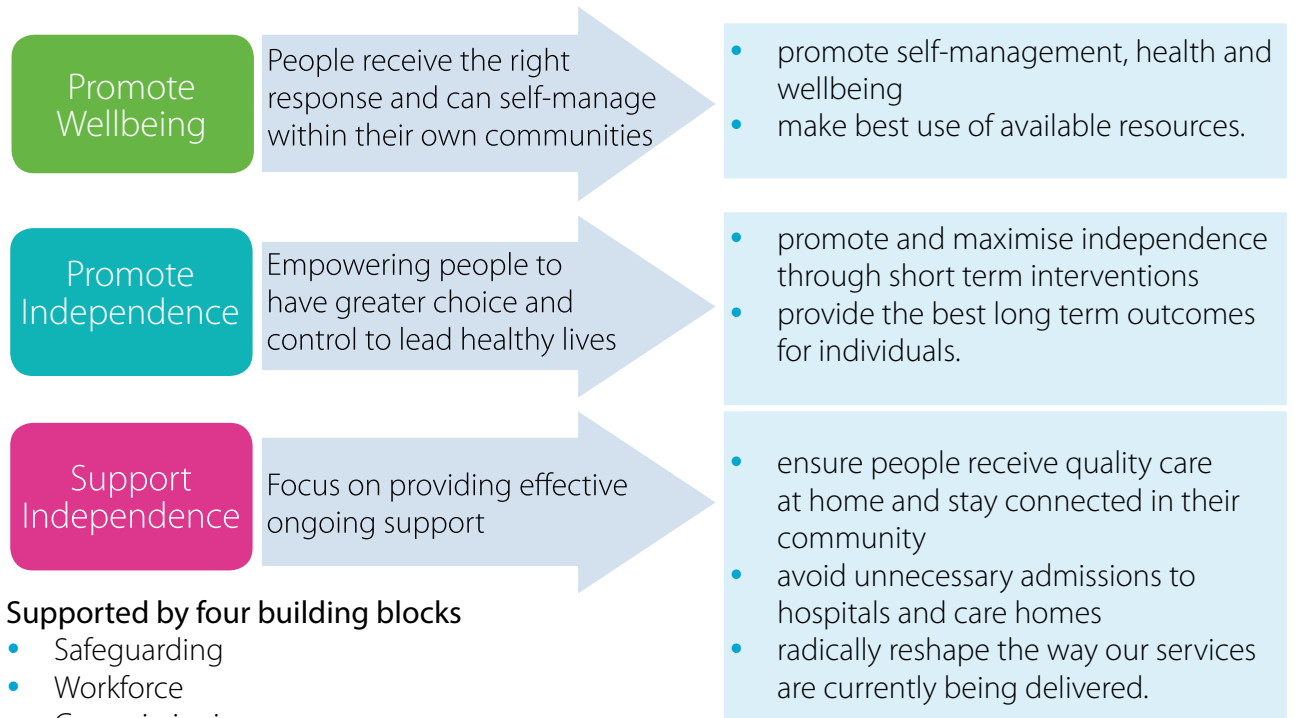 Promote
Wellbeing
People receive the right
response and can self-manage
within their own communities
• promote self-management, health and
wellbeing
• make best use of available resources.
Promote
Independence
Empowering people to
have greater choice and
control to lead healthy lives
• promote and maximise independence
through short term interventions
• provide the best long term outcomes
for individuals.
Support
Independence
Focus on providing effective
ongoing support
• ensure people receive quality care
at home and stay connected in their
community
• avoid unnecessary admissions to
hospitals and care homes
• radically reshape the way our services
are currently being delivered.
Supported by four building blocks
• Safeguarding
• Workforce